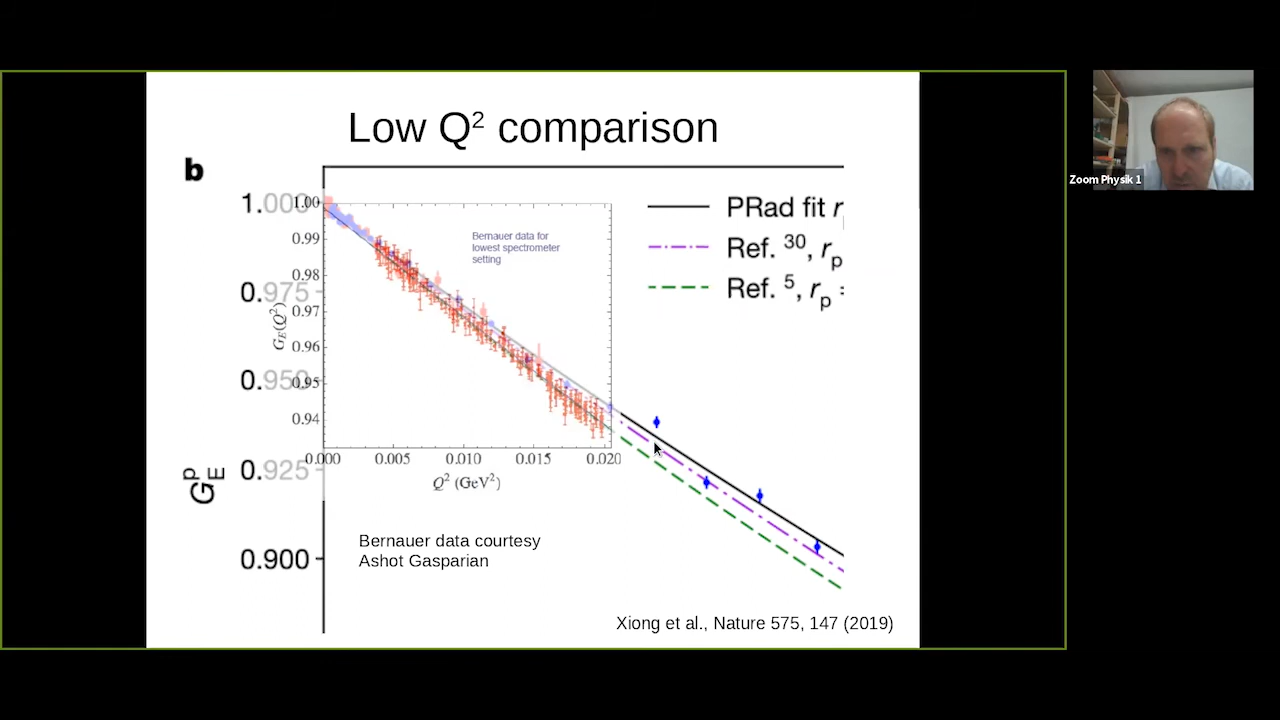 Low Q² comparison
b
1.000
0.975
0.950
0.925
0.900
G_E^p
1.00
0.99
0.98
0.97
0.96
0.95
0.94
G_E(Q²)
0.000 0.005 0.010 0.015 0.020
Q² (GeV²)
Bernauer data for
lowest spectrometer
setting
PRad fit r
Ref. ³⁰, r_p
Ref. ⁵, r_p =
Bernauer data courtesy
Ashot Gasparian
Xiong et al., Nature 575, 147 (2019)
Zoom Physik 1